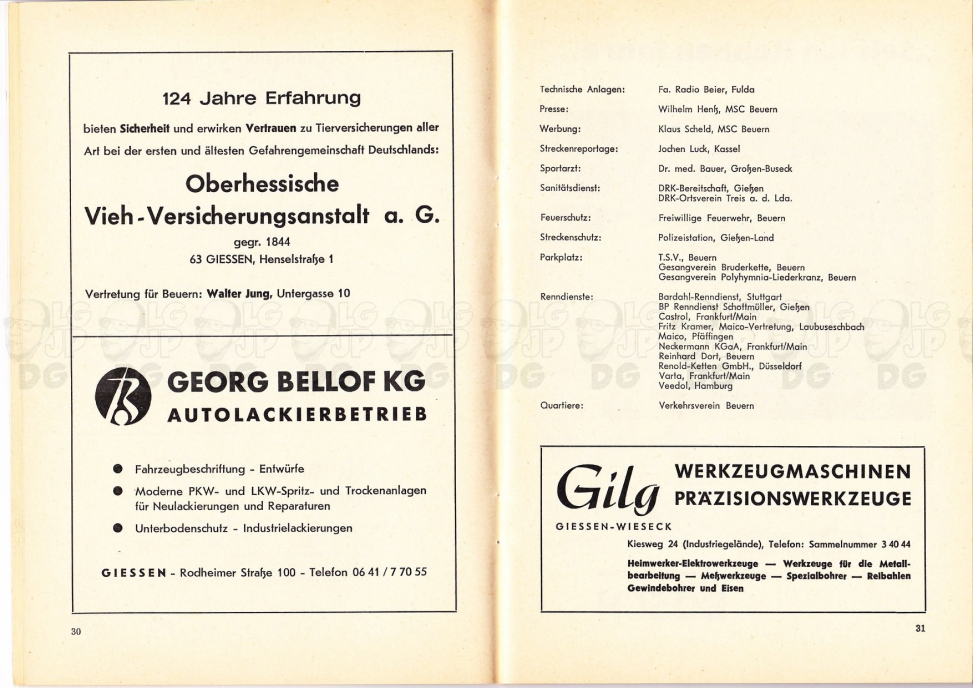 124 Jahre Erfahrung
bieten Sicherheit und erwirken Vertrauen zu Tierversicherungen aller
Art bei der ersten und ältesten Gefahrengemeinschaft Deutschlands:
Oberhessische
Vieh-Versicherungsanstalt a. G.
gegr. 1844
63 GIESSEN, Henselstraße 1
Vertretung für Beuern: Walter Jung, Untergasse 10
GEORG BELLOF KG
AUTOLACKIERBETRIEB
● Fahrzeugbeschriftung - Entwürfe
● Moderne PKW- und LKW-Spritz- und Trockenanlagen
für Neulackierungen und Reparaturen
● Unterbodenschutz - Industrielackierungen
GIESSEN - Rodheimer Straße 100 - Telefon 06 41 / 7 70 55
30
Technische Anlagen: Fa. Radio Beier, Fulda
Presse: Wilhelm Henß, MSC Beuern
Werbung: Klaus Scheld, MSC Beuern
Streckenreportage: Jochen Luck, Kassel
Sportarzt: Dr. med. Bauer, Großen-Buseck
Sanitätsdienst: DRK-Bereitschaft, Gießen
DRK-Ortsverein Treis a. d. Lda.
Feuerschutz: Freiwillige Feuerwehr, Beuern
Streckenschutz: Polizeistation, Gießen-Land
Parkplatz: T.S.V., Beuern
Gesangverein Bruderkette, Beuern
Gesangverein Polyhymnia-Liederkranz, Beuern
Renndienste: Bardahl-Renndienst, Stuttgart
BP Renndienst Schottmüller, Gießen
Castrol, Frankfurt/Main
Fritz Kramer, Maico-Vertretung, Laubuseschbach
Maico, Pfäffingen
Neckermann KGaA, Frankfurt/Main
Reinhard Dort, Beuern
Renold-Ketten GmbH., Düsseldorf
Varta, Frankfurt/Main
Veedol, Hamburg
Quartiere: Verkehrsverein Beuern
Gilg WERKZEUGMASCHINEN
PRÄZISIONSWERKZEUGE
GIESSEN-WIESECK
Kiesweg 24 (Industriegelände), Telefon: Sammelnummer 3 40 44
Heimwerker-Elektrowerkzeuge — Werkzeuge für die Metall-
bearbeitung — Meßwerkzeuge — Spezialbohrer — Reibahlen
Gewindebohrer und Eisen
31
LG JP DG